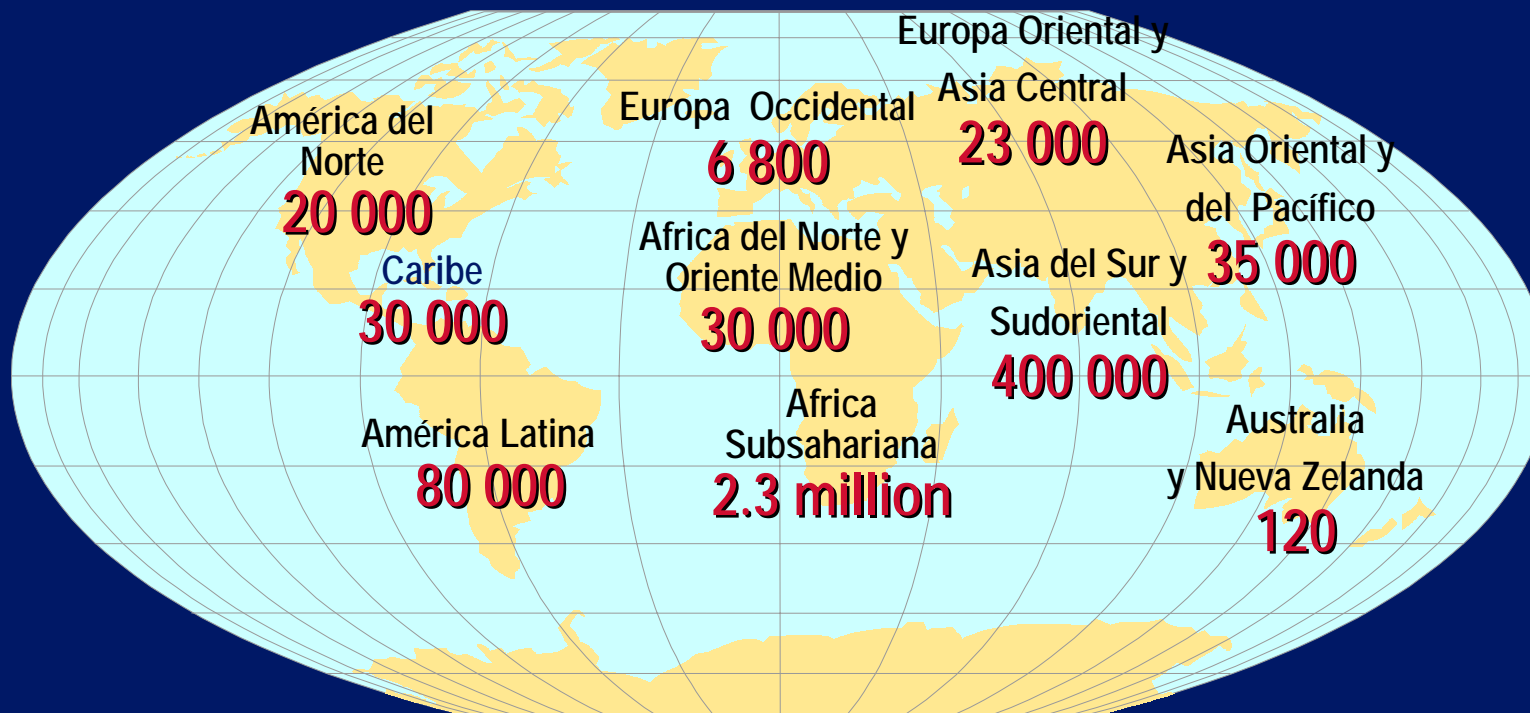 Europa Oriental y
Asia Central
23 000
América del
Norte
20 000
Europa Occidental
6 800
Asia Oriental y
del Pacífico
35 000
Caribe
30 000
Africa del Norte y
Oriente Medio
30 000
Asia del Sur y
Sudoriental
400 000
América Latina
80 000
Africa
Subsahariana
2.3 million
Australia
y Nueva Zelanda
120